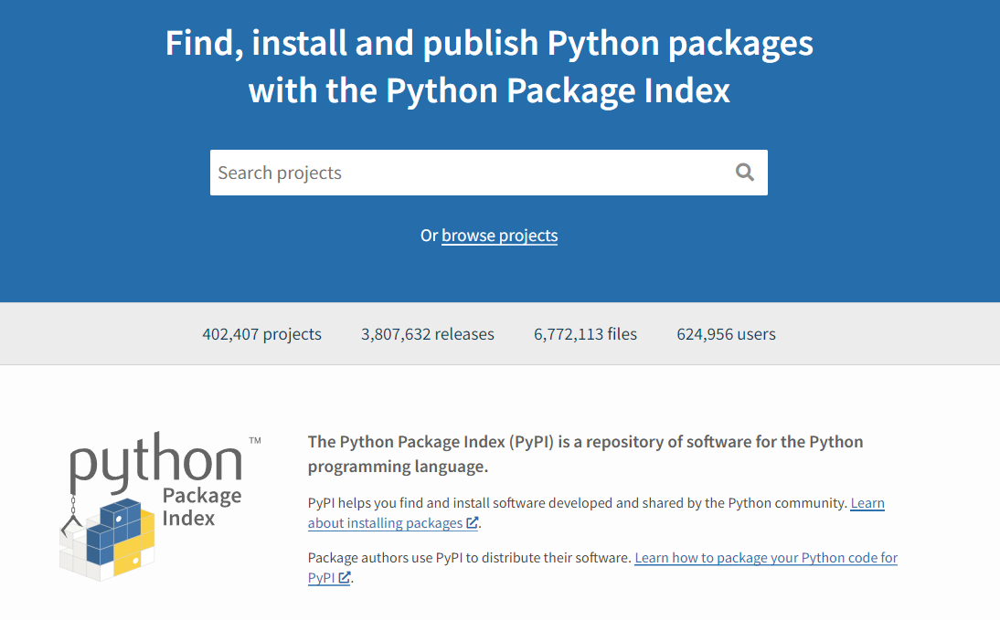 Find, install and publish Python packages
with the Python Package Index
Search projects
Or browse projects
402,407 projects 3,807,632 releases 6,772,113 files 624,956 users
python™
Package
Index
The Python Package Index (PyPI) is a repository of software for the Python
programming language.
PyPI helps you find and install software developed and shared by the Python community. Learn
about installing packages.
Package authors use PyPI to distribute their software. Learn how to package your Python code for
PyPI.